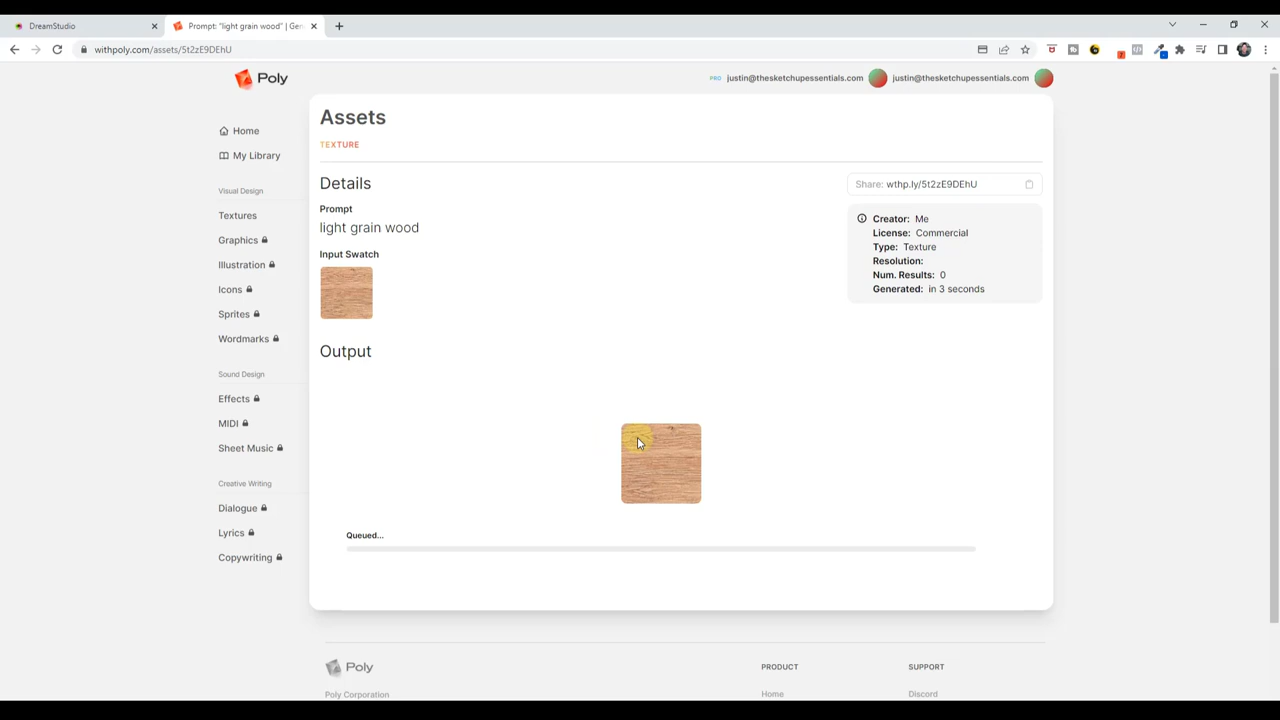 DreamStudio
Prompt: "light grain wood" | Gen
withpoly.com/assets/5t2zE9DEhU
Poly
PRO justin@thesketchupessentials.com
justin@thesketchupessentials.com
Home
My Library
Visual Design
Textures
Graphics
Illustration
Icons
Sprites
Wordmarks
Sound Design
Effects
MIDI
Sheet Music
Creative Writing
Dialogue
Lyrics
Copywriting
Assets
TEXTURE
Details
Prompt
light grain wood
Input Swatch
Share: wthp.ly/5t2zE9DEhU
Creator: Me
License: Commercial
Type: Texture
Resolution:
Num. Results: 0
Generated: in 3 seconds
Output
Queued...
Poly
Poly Corporation
PRODUCT
Home
SUPPORT
Discord